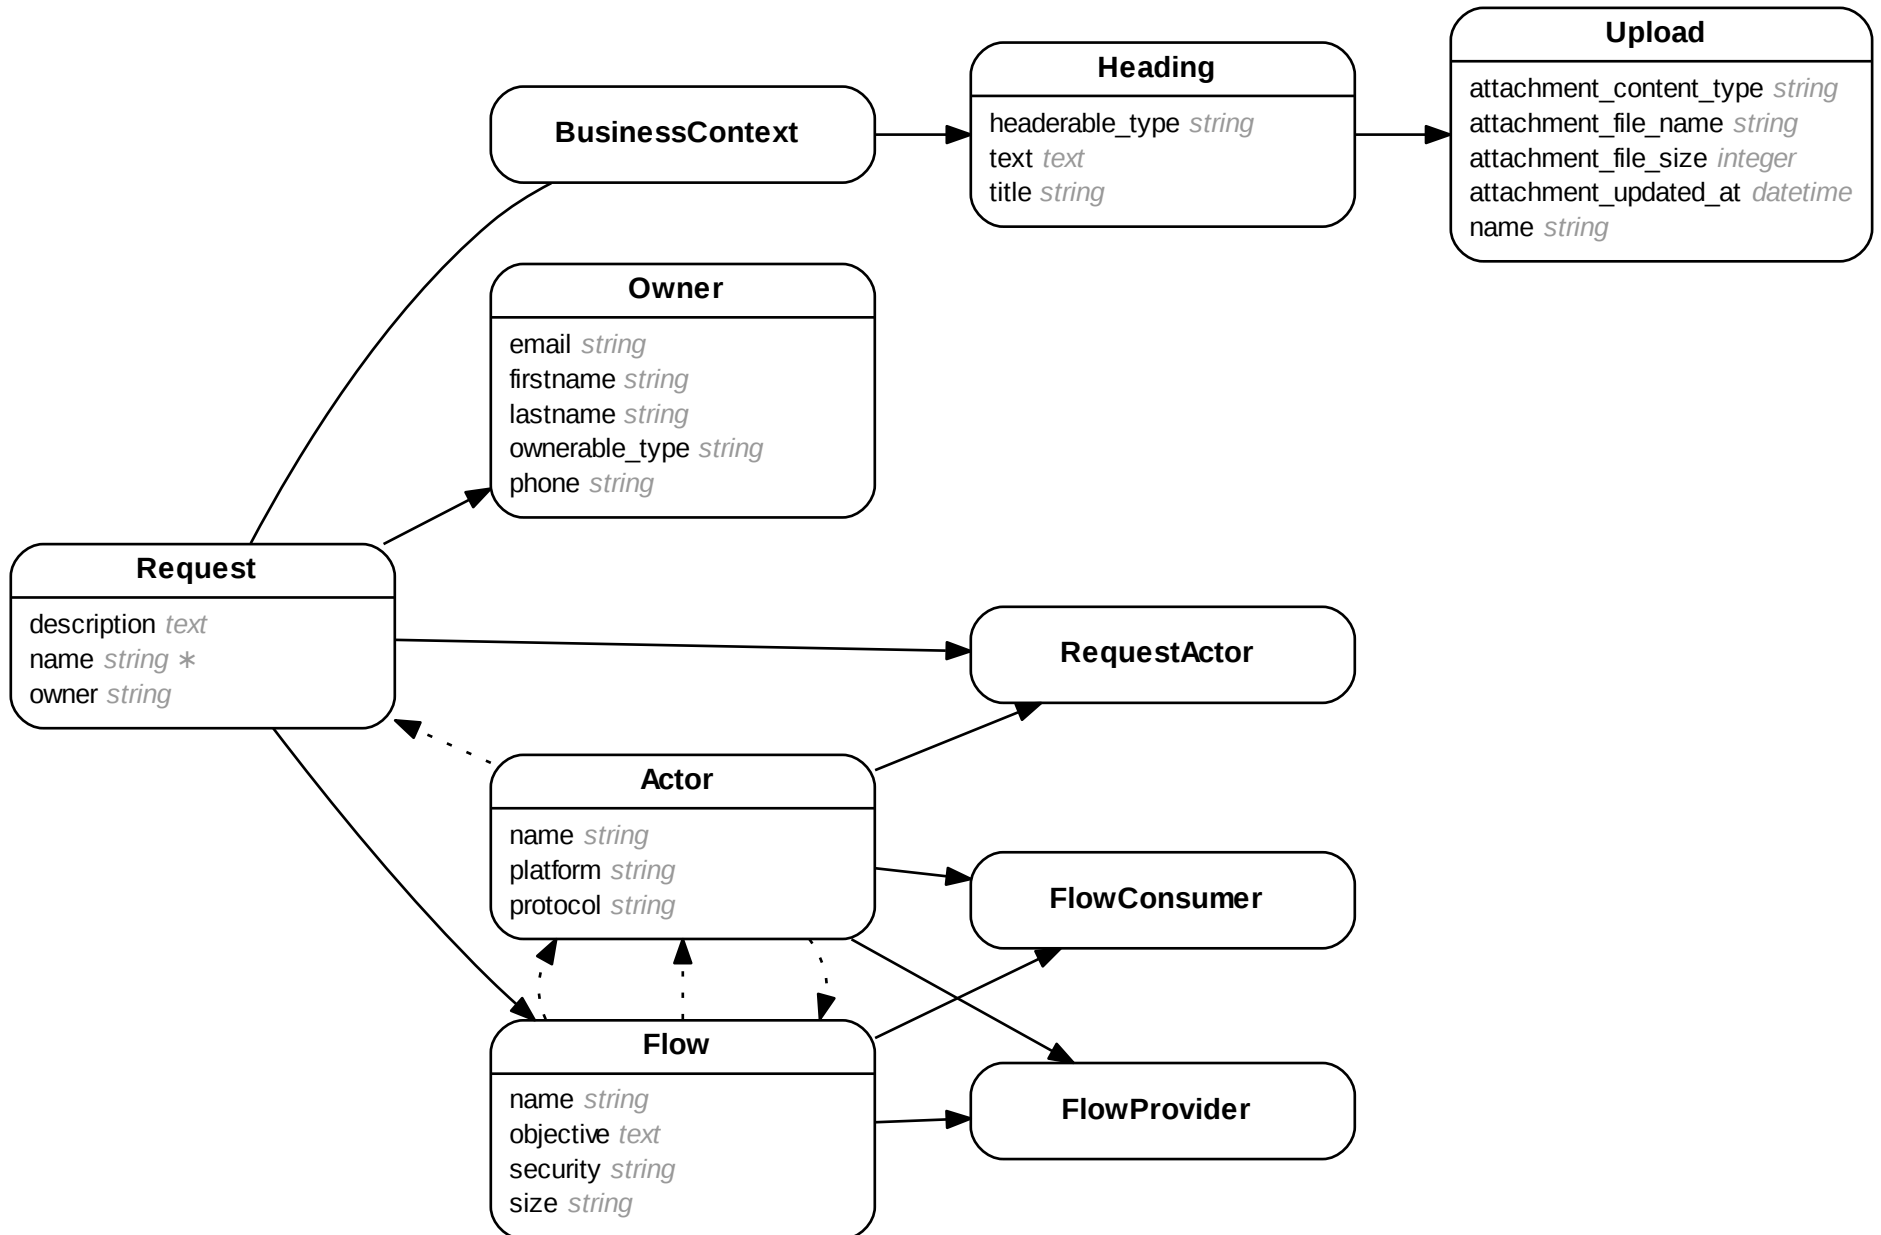 BusinessContext
Heading
headerable_type string
text text
title string
Upload
attachment_content_type string
attachment_file_name string
attachment_file_size integer
attachment_updated_at datetime
name string
Owner
email string
firstname string
lastname string
ownerable_type string
phone string
Request
description text
name string ∗
owner string
RequestActor
Actor
name string
platform string
protocol string
FlowConsumer
Flow
name string
objective text
security string
size string
FlowProvider